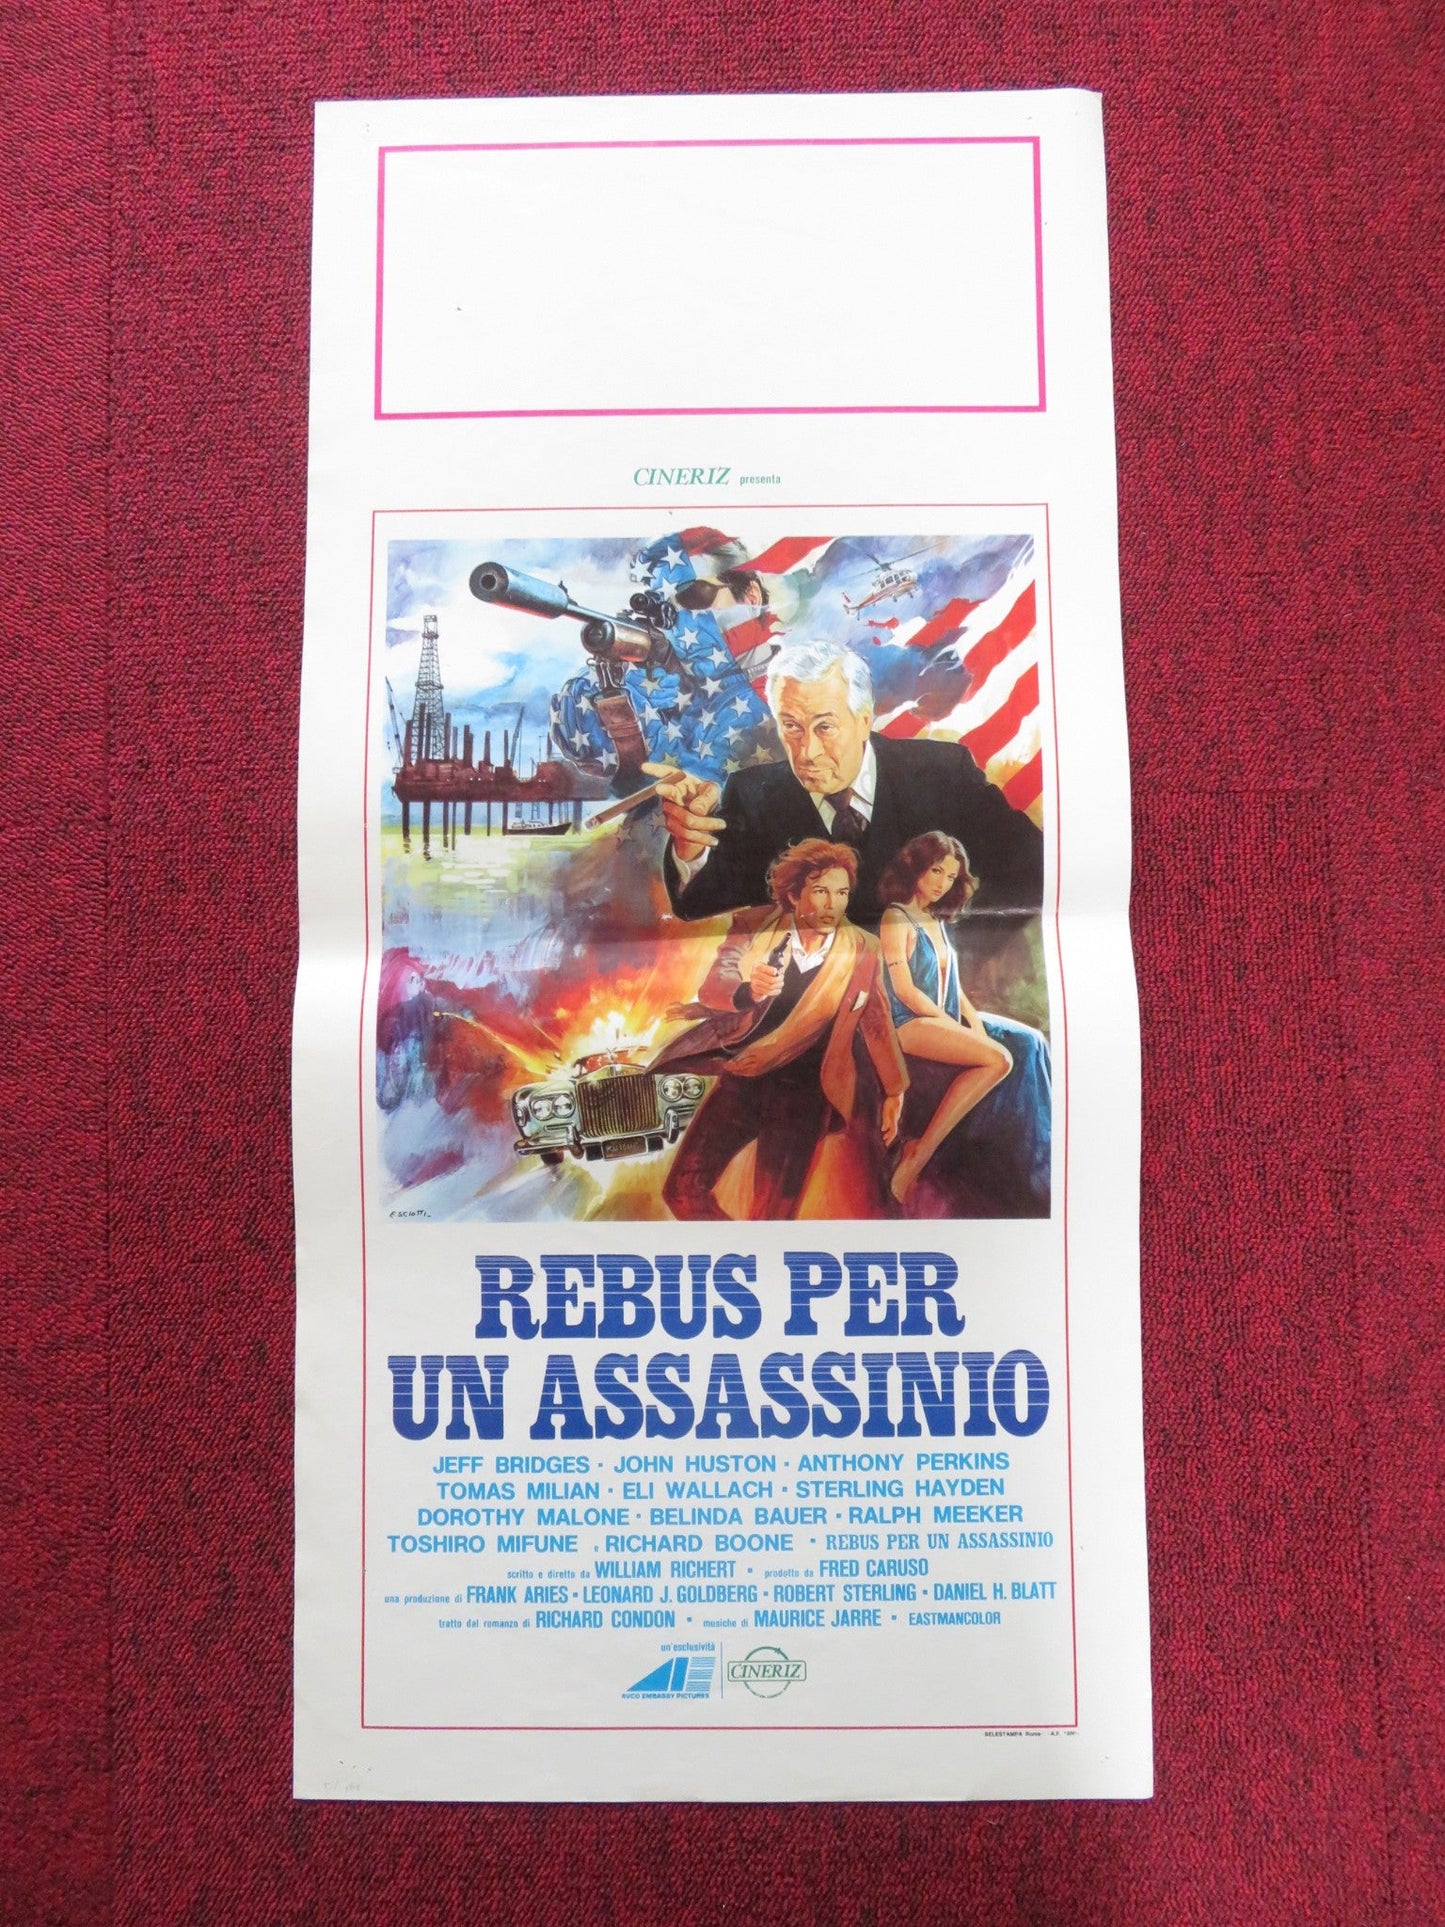 CINERIZ presenta
E. SCIOTTI
REBUS PER
UN ASSASSINIO
JEFF BRIDGES · JOHN HUSTON · ANTHONY PERKINS
TOMAS MILIAN · ELI WALLACH · STERLING HAYDEN
DOROTHY MALONE · BELINDA BAUER · RALPH MEEKER
TOSHIRO MIFUNE e RICHARD BOONE · REBUS PER UN ASSASSINIO
scritto e diretto da WILLIAM RICHERT · prodotto da FRED CARUSO
una produzione di FRANK ARIES · LEONARD J. GOLDBERG · ROBERT STERLING · DANIEL H. BLATT
tratto dal romanzo di RICHARD CONDON · musiche di MAURICE JARRE · EASTMANCOLOR
un'esclusività
AVCO EMBASSY PICTURES
CINERIZ
SELESTAMPA Roma